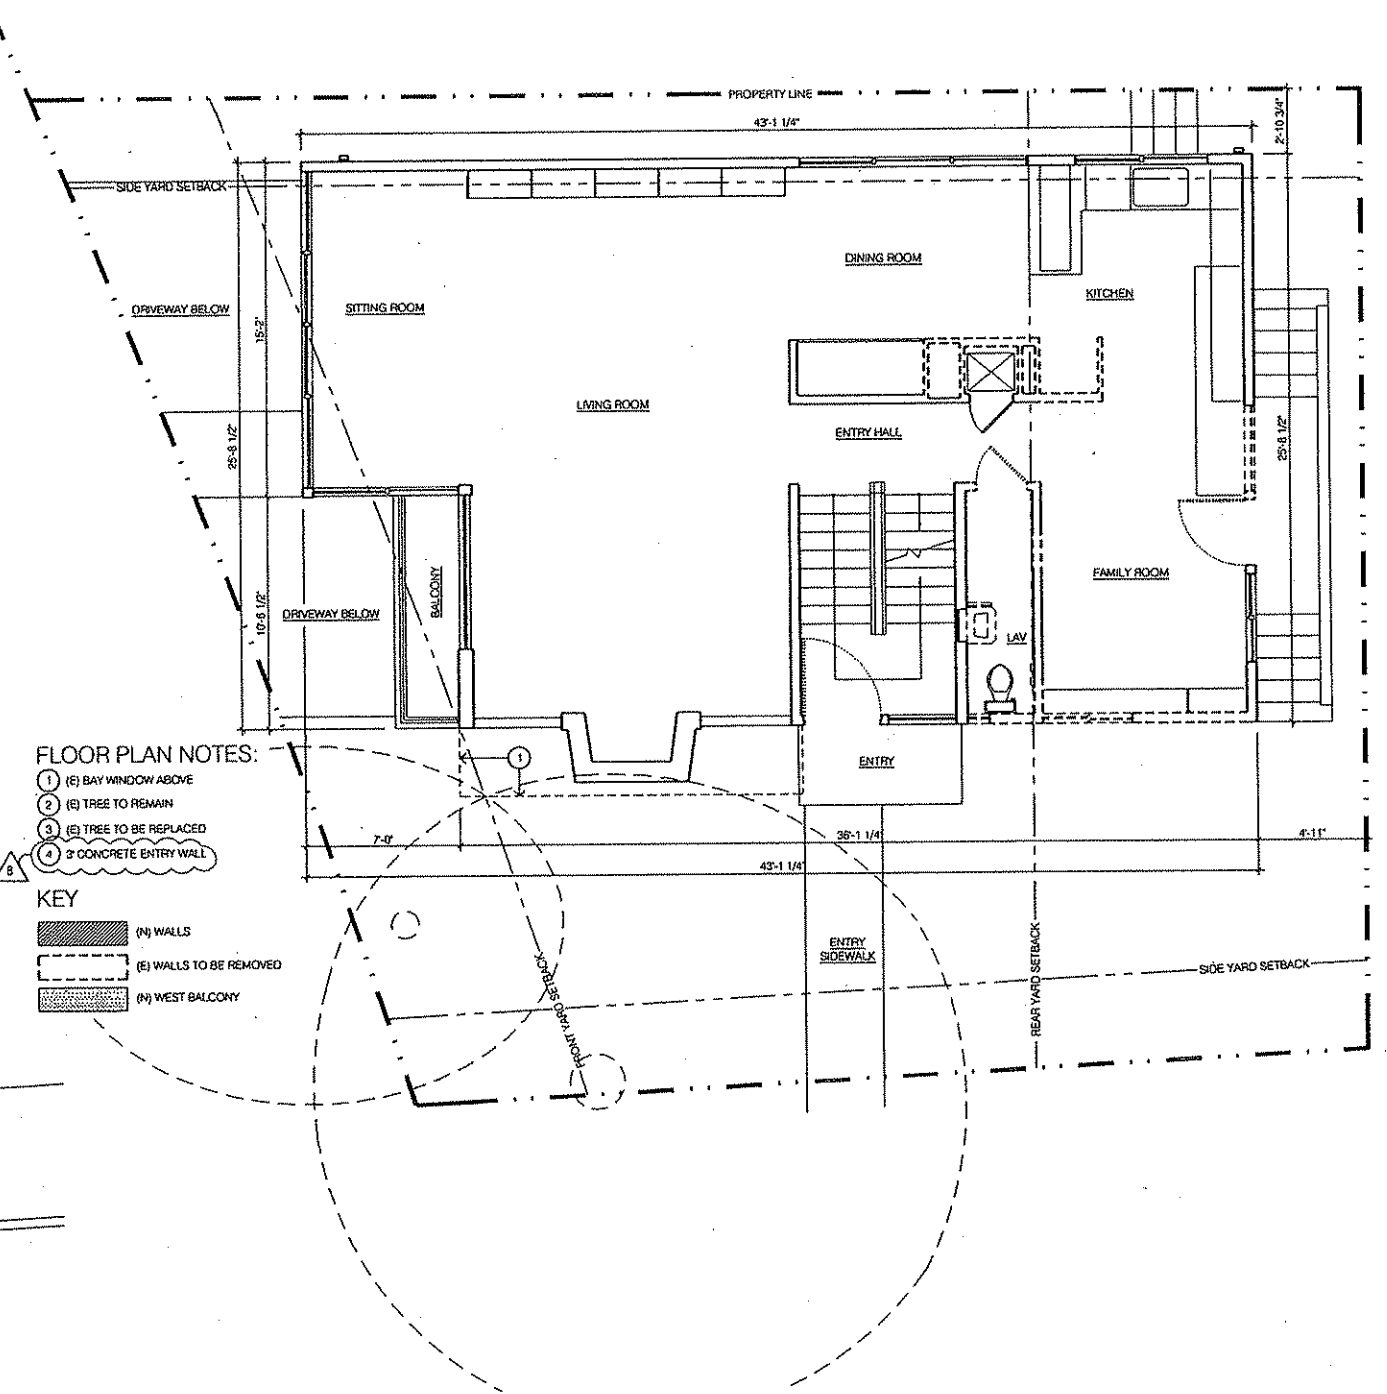 PROPERTY LINE
43'-1 1/4"
2'-10 3/4"
SIDE YARD SETBACK
DINING ROOM
KITCHEN
SITTING ROOM
DRIVEWAY BELOW
15'-2"
LIVING ROOM
ENTRY HALL
25'-8 1/2"
25'-8 1/2"
BALCONY
FAMILY ROOM
DRIVEWAY BELOW
10'-6 1/2"
LAV
FLOOR PLAN NOTES:
1 (E) BAY WINDOW ABOVE
2 (E) TREE TO REMAIN
3 (E) TREE TO BE REPLACED
4 3' CONCRETE ENTRY WALL
8
1
ENTRY
7'-0"
36'-1 1/4"
4'-11"
43'-1 1/4"
KEY
(N) WALLS
(E) WALLS TO BE REMOVED
(N) WEST BALCONY
ENTRY
SIDEWALK
FRONT YARD SETBACK
REAR YARD SETBACK
SIDE YARD SETBACK